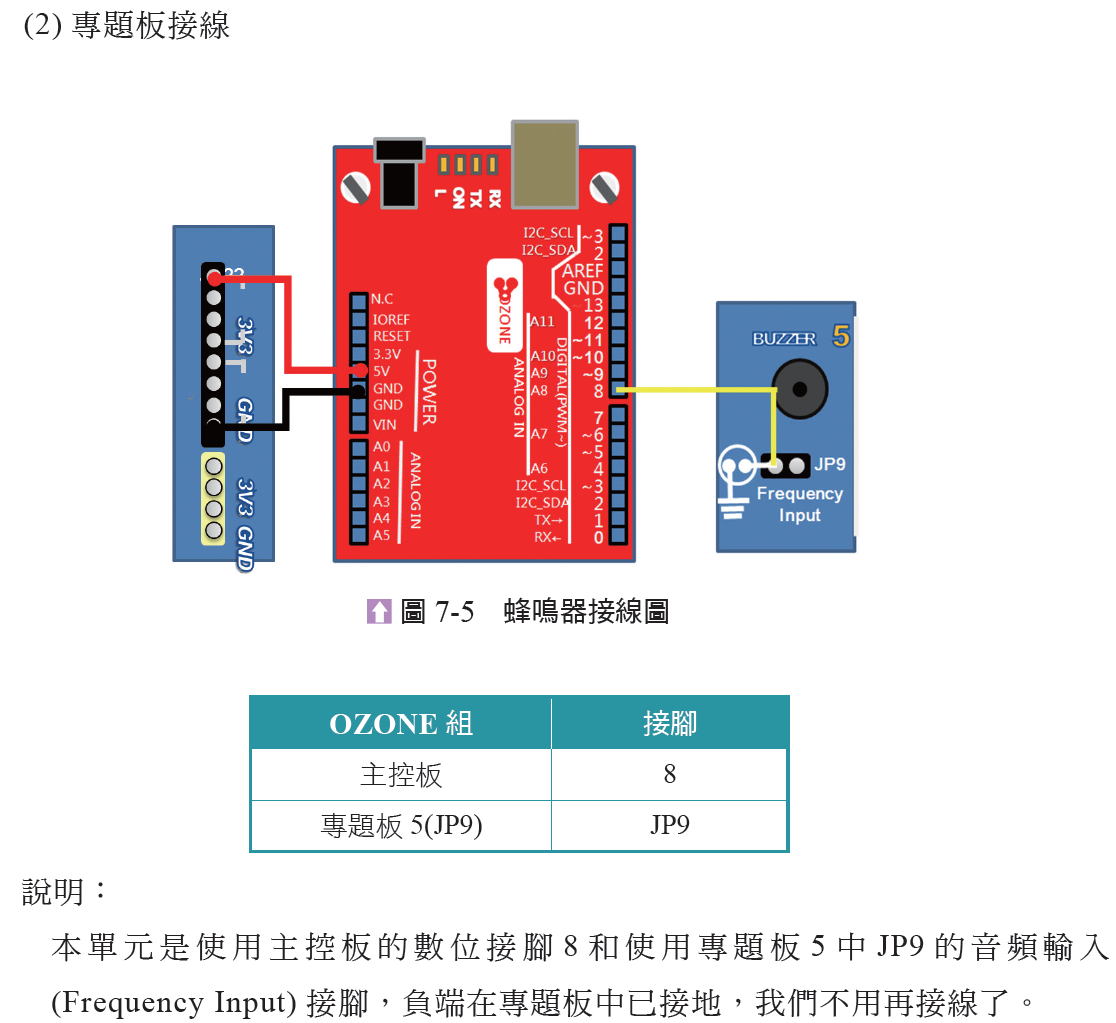 (2) 專題板接線
L
ON
TX
RX
I2C_SCL ~3
I2C_SDA 2
AREF
GND
13
A11 12
~11
A10 ~10
A9 ~9
A8 8
7
A7 ~6
~5
A6 4
I2C_SCL ~3
I2C_SDA 2
TX→ 1
RX← 0
DIGITAL(PWM~)
ANALOG IN
OZONE
N.C
IOREF
RESET
3.3V
5V
GND
GND
VIN
POWER
A0
A1
A2
A3
A4
A5
ANALOG IN
3V3
3V3
GND
BUZZER 5
JP9
Frequency
Input
圖 7-5 蜂鳴器接線圖
OZONE 組 接腳
主控板 8
專題板 5(JP9) JP9
說明：
本單元是使用主控板的數位接腳 8 和使用專題板 5 中 JP9 的音頻輸入
(Frequency Input) 接腳，負端在專題板中已接地，我們不用再接線了。